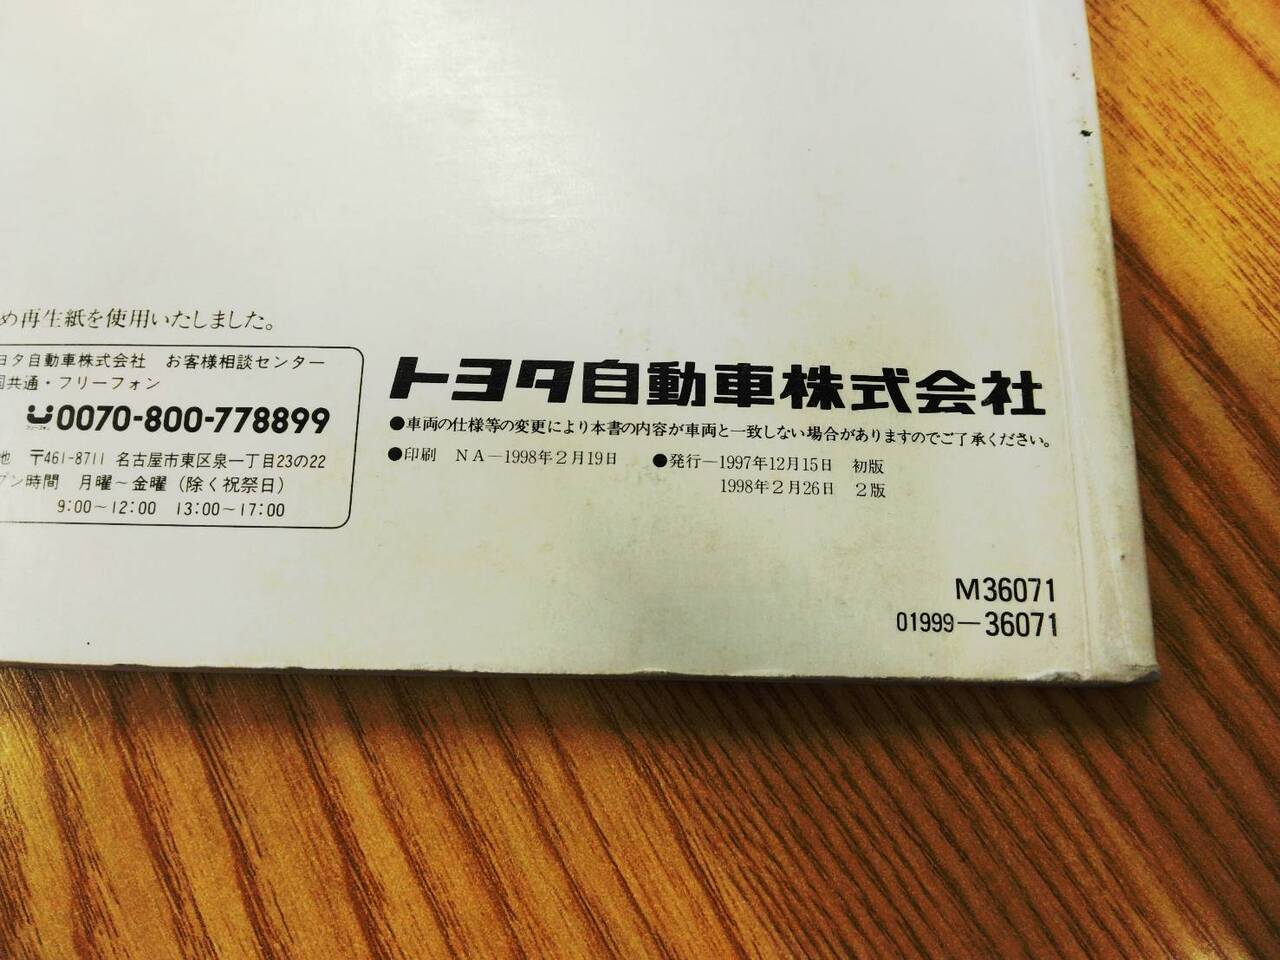 め再生紙を使用いたしました。
ヨタ自動車株式会社 お客様相談センター
国共通・フリーフォン
0070-800-778899
地 〒461-8711 名古屋市東区泉一丁目23の22
プン時間 月曜～金曜（除く祝祭日）
9:00～12:00 13:00～17:00
トヨタ自動車株式会社
●車両の仕様等の変更により本書の内容が車両と一致しない場合がありますのでご了承ください。
●印刷 NA－1998年2月19日 ●発行－1997年12月15日 初版
1998年2月26日 2版
M36071
01999－36071